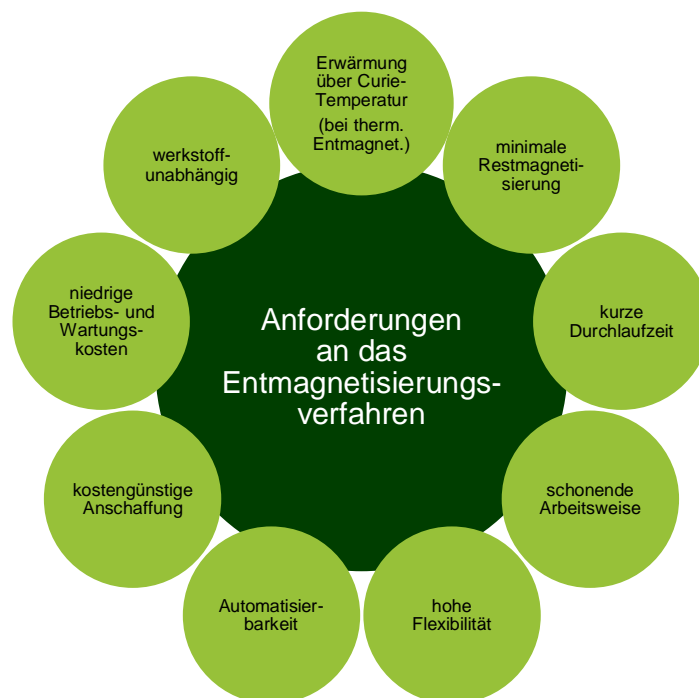 Erwärmung
über Curie-
Temperatur
(bei therm.
Entmagnet.)
minimale
Restmagneti-
sierung
kurze
Durchlaufzeit
schonende
Arbeitsweise
hohe
Flexibilität
Automatisier-
barkeit
kostengünstige
Anschaffung
niedrige
Betriebs- und
Wartungs-
kosten
werkstoff-
unabhängig
Anforderungen
an das
Entmagnetisierungs-
verfahren